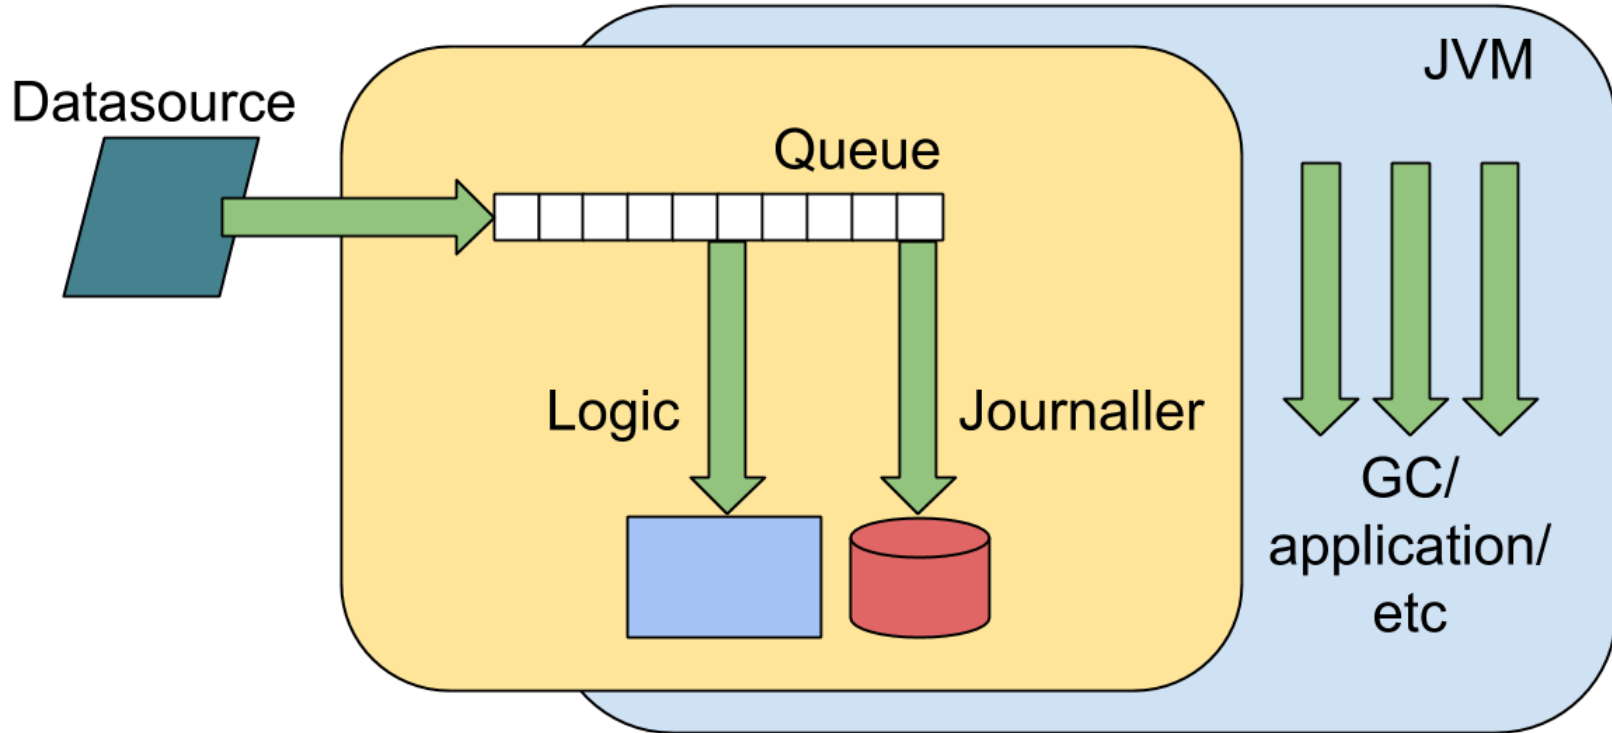 JVM
Datasource
Queue
Logic
Journaller
GC/
application/
etc